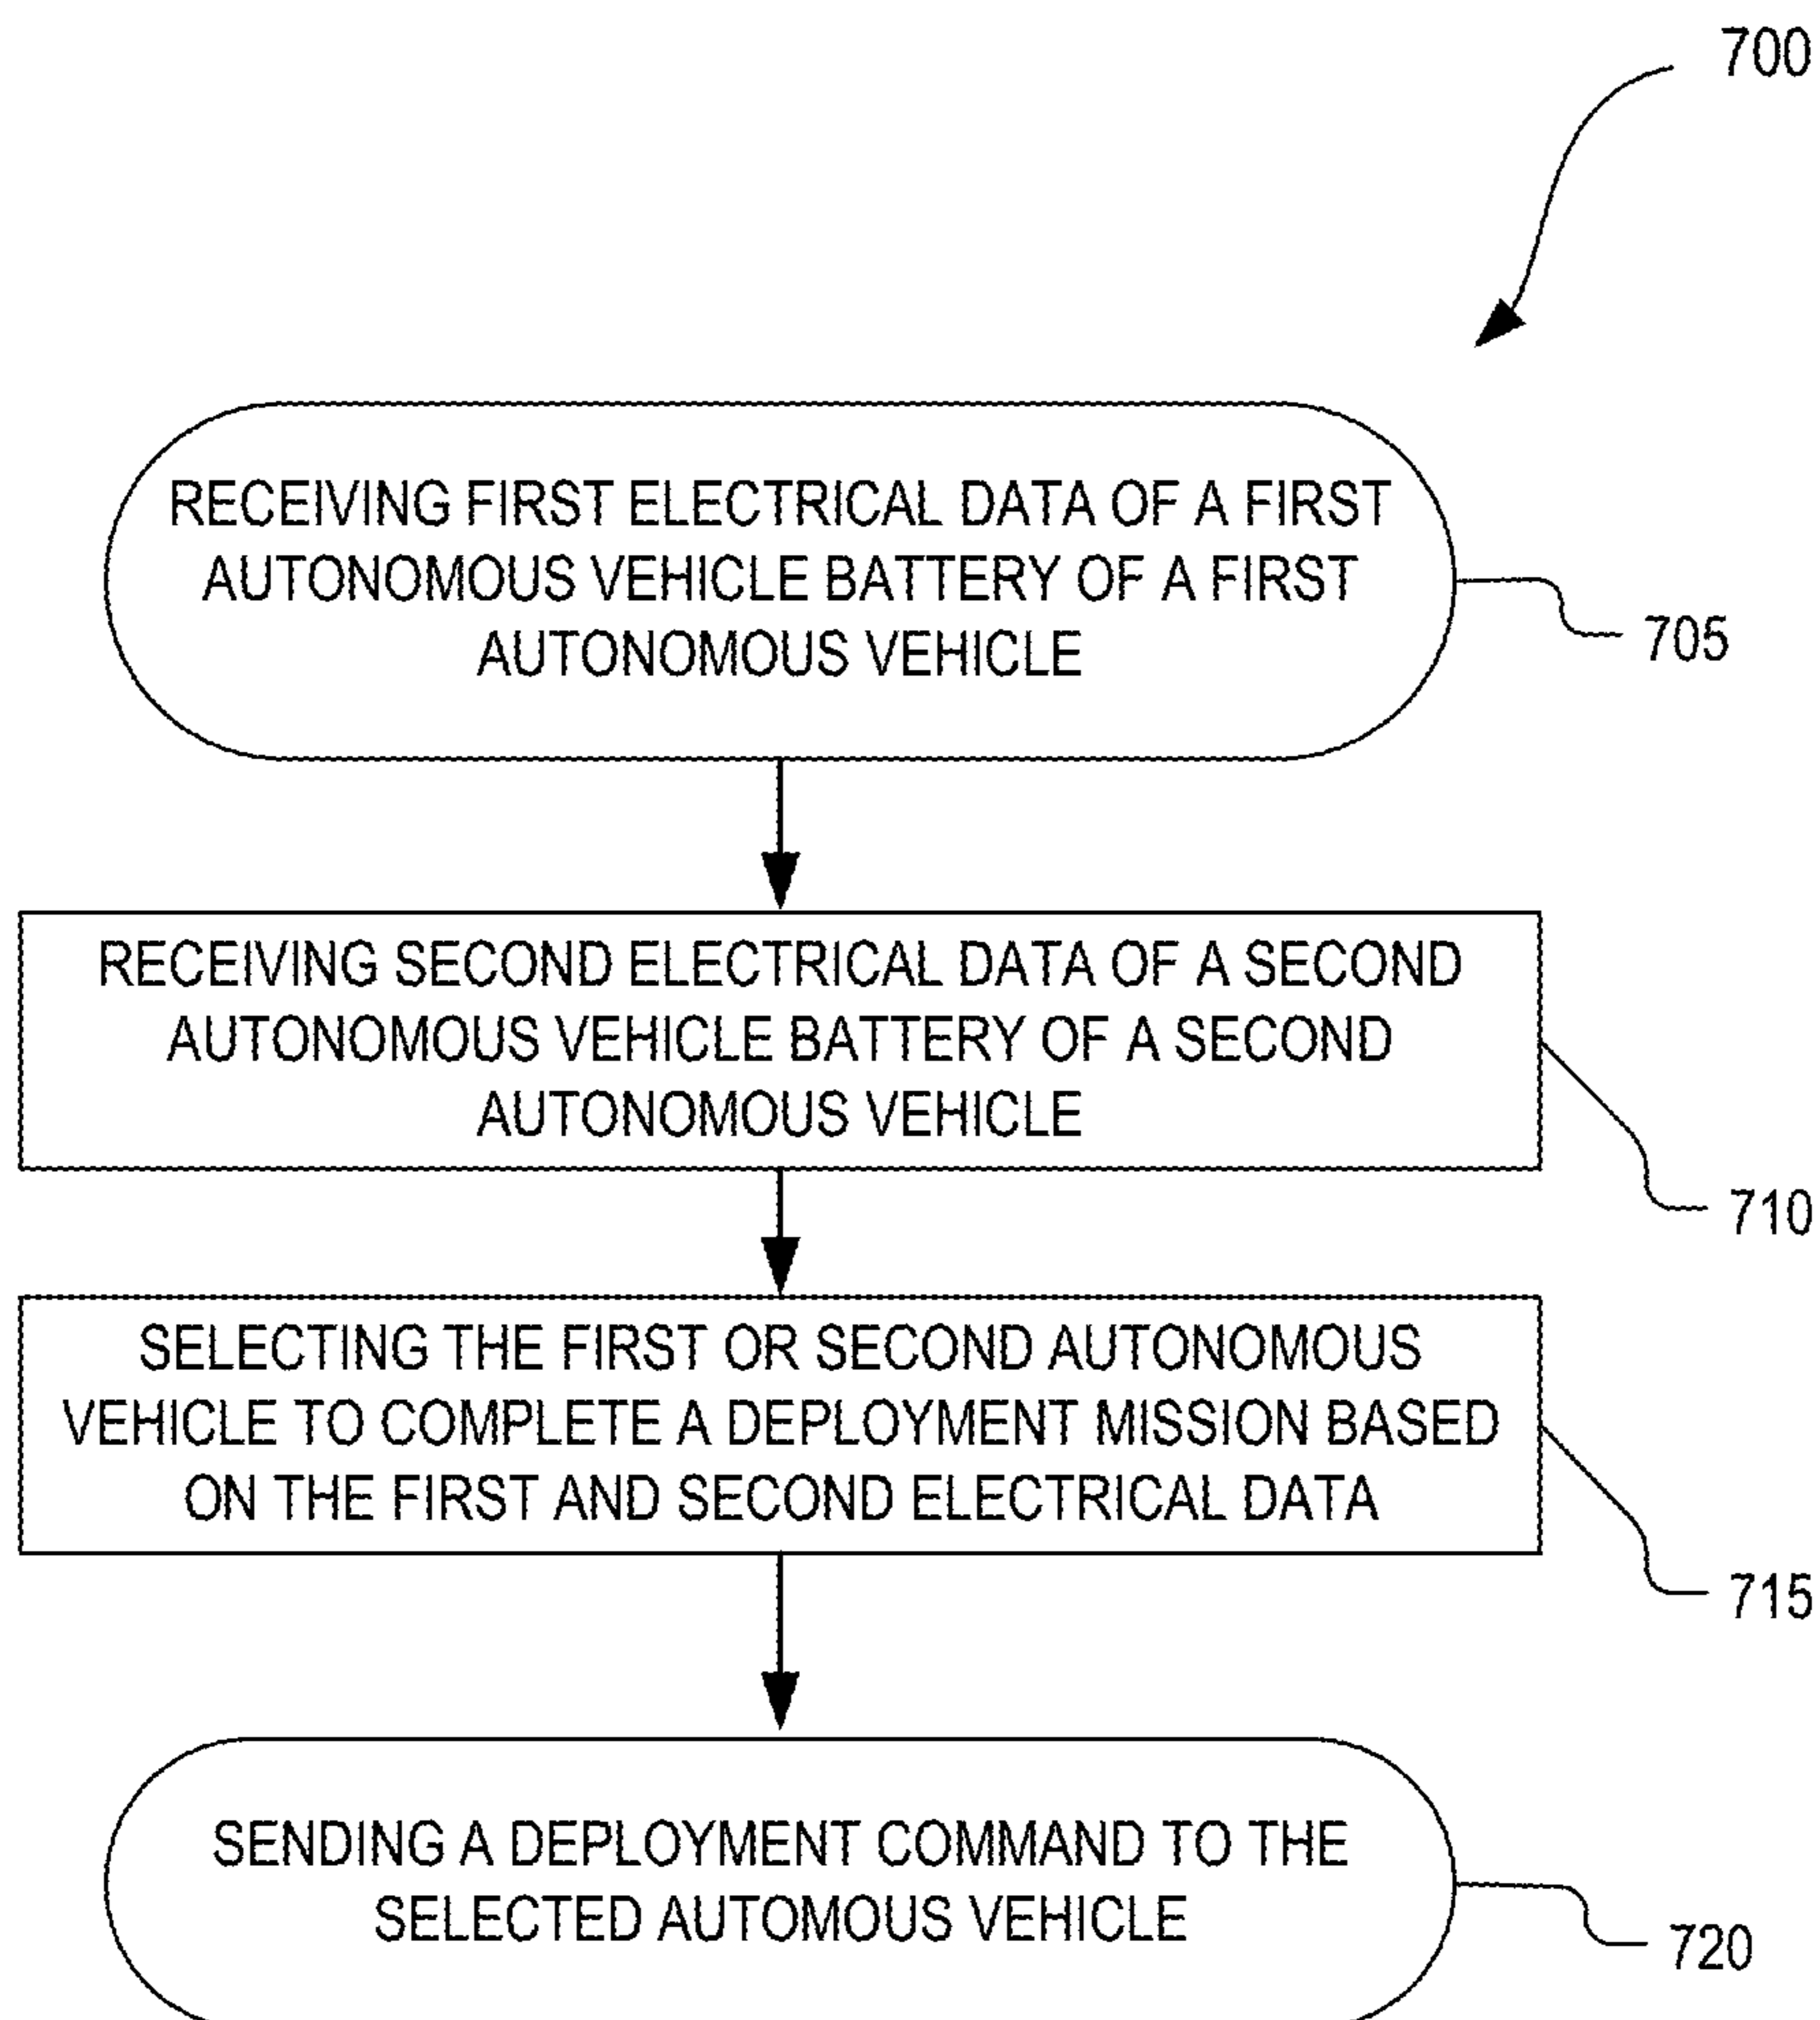 700
RECEIVING FIRST ELECTRICAL DATA OF A FIRST
AUTONOMOUS VEHICLE BATTERY OF A FIRST
AUTONOMOUS VEHICLE
705
RECEIVING SECOND ELECTRICAL DATA OF A SECOND
AUTONOMOUS VEHICLE BATTERY OF A SECOND
AUTONOMOUS VEHICLE
710
SELECTING THE FIRST OR SECOND AUTONOMOUS
VEHICLE TO COMPLETE A DEPLOYMENT MISSION BASED
ON THE FIRST AND SECOND ELECTRICAL DATA
715
SENDING A DEPLOYMENT COMMAND TO THE
SELECTED AUTOMOUS VEHICLE
720